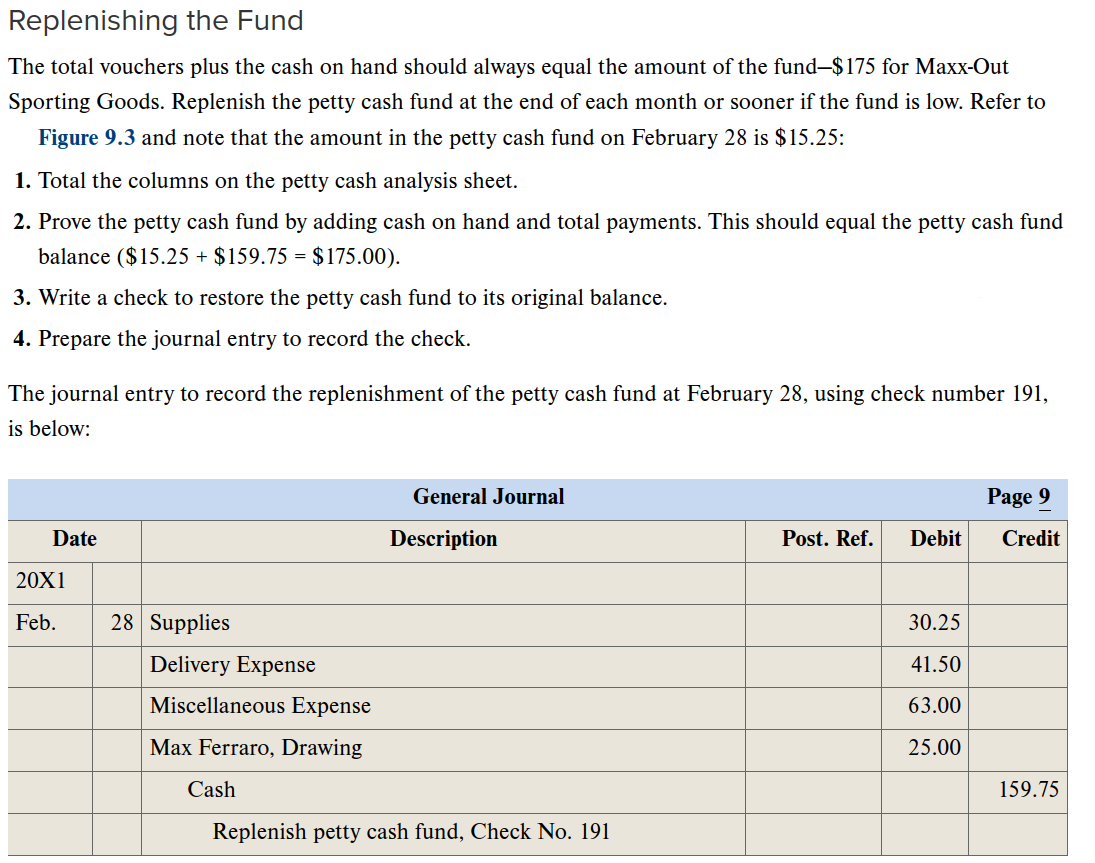 Replenishing the Fund
The total vouchers plus the cash on hand should always equal the amount of the fund–$175 for Maxx-Out
Sporting Goods. Replenish the petty cash fund at the end of each month or sooner if the fund is low. Refer to
Figure 9.3 and note that the amount in the petty cash fund on February 28 is $15.25:
1. Total the columns on the petty cash analysis sheet.
2. Prove the petty cash fund by adding cash on hand and total payments. This should equal the petty cash fund
balance ($15.25 + $159.75 = $175.00).
3. Write a check to restore the petty cash fund to its original balance.
4. Prepare the journal entry to record the check.
The journal entry to record the replenishment of the petty cash fund at February 28, using check number 191,
is below:
General Journal Page 9
Date Description Post. Ref. Debit Credit
20X1
Feb. 28 Supplies 30.25
Delivery Expense 41.50
Miscellaneous Expense 63.00
Max Ferraro, Drawing 25.00
Cash 159.75
Replenish petty cash fund, Check No. 191